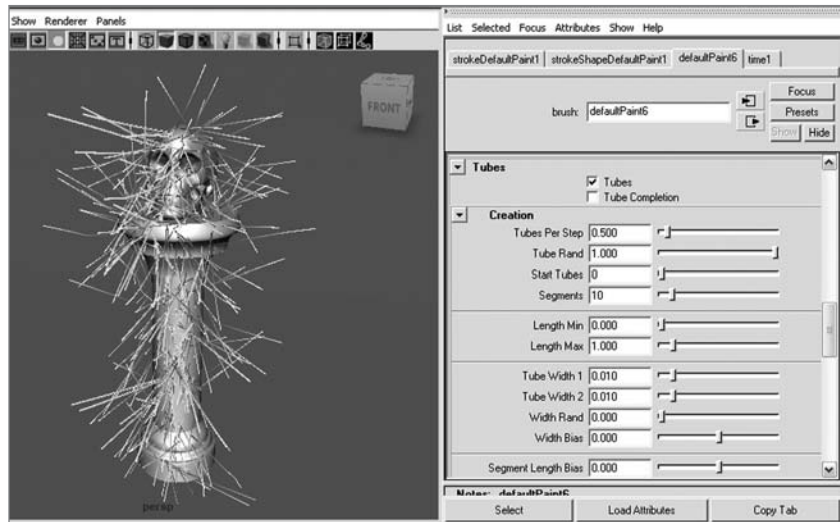 Show Renderer Panels
FRONT
persp
List Selected Focus Attributes Show Help
strokeDefaultPaint1 strokeShapeDefaultPaint1 defaultPaint6 time1
brush: defaultPaint6
Focus
Presets
Show Hide
Tubes
Tubes
Tube Completion
Creation
Tubes Per Step 0.500
Tube Rand 1.000
Start Tubes 0
Segments 10
Length Min 0.000
Length Max 1.000
Tube Width 1 0.010
Tube Width 2 0.010
Width Rand 0.000
Width Bias 0.000
Segment Length Bias 0.000
Notes: defaultPaint6
Select Load Attributes Copy Tab